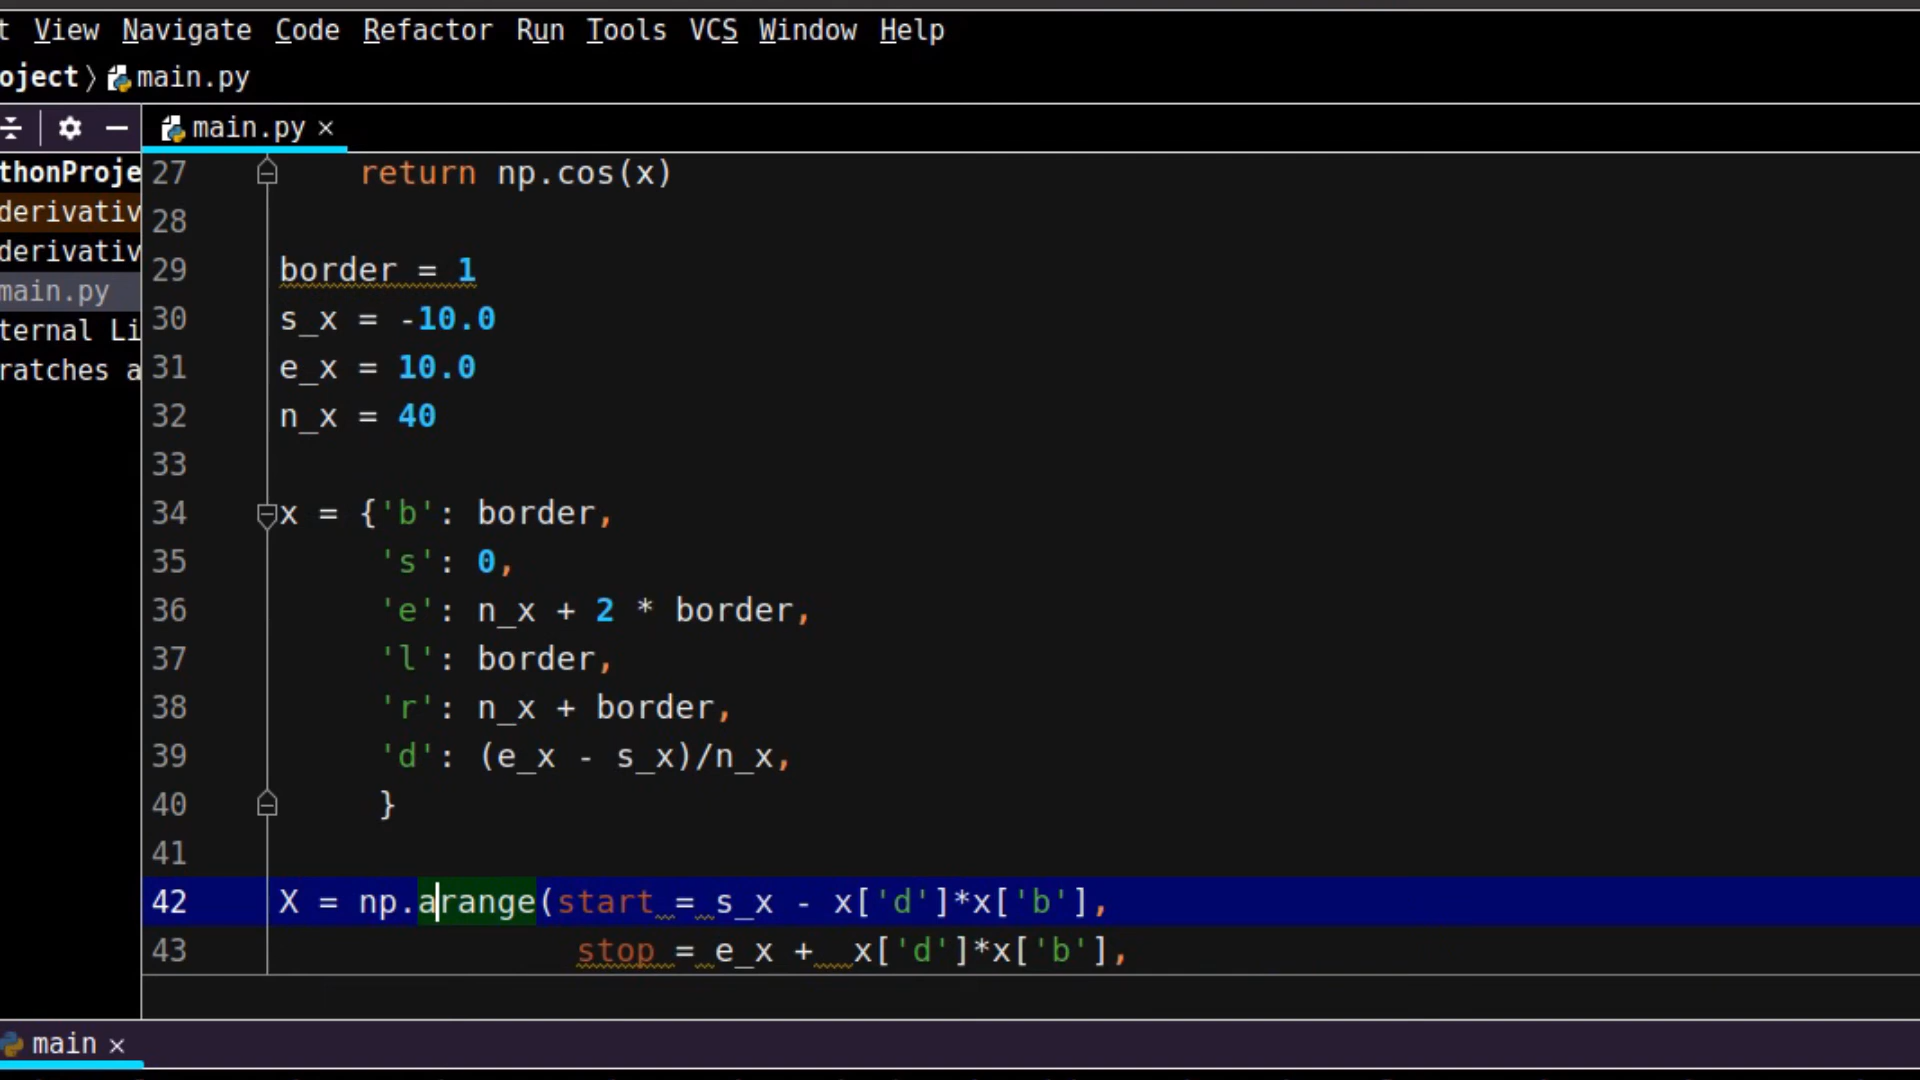 t View Navigate Code Refactor Run Tools VCS Window Help
oject〉 main.py
main.py ×
thonProje
derivativ
derivativ
main.py
ternal Li
ratches a
27     return np.cos(x)
28
29 border = 1
30 s_x = -10.0
31 e_x = 10.0
32 n_x = 40
33
34 x = {'b': border,
35      's': 0,
36      'e': n_x + 2 * border,
37      'l': border,
38      'r': n_x + border,
39      'd': (e_x - s_x)/n_x,
40      }
41
42 X = np.arange(start = s_x - x['d']*x['b'],
43               stop = e_x +  x['d']*x['b'],
main ×